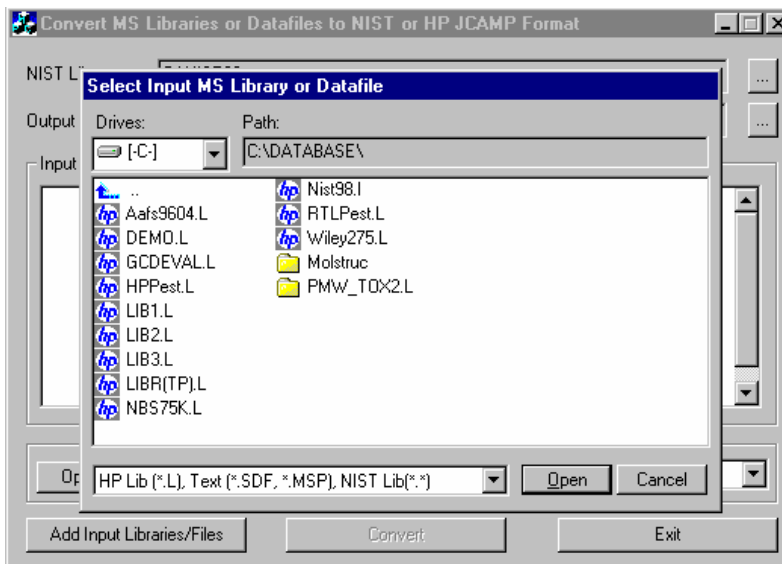 Convert MS Libraries or Datafiles to NIST or HP JCAMP Format
NIST L
Select Input MS Library or Datafile
...
Output
Drives:
Path:
[-C-]
C:\DATABASE\
...
Input
..
Aafs9604.L
DEMO.L
GCDEVAL.L
HPPest.L
LIB1.L
LIB2.L
LIB3.L
LIBR(TP).L
NBS75K.L
Nist98.l
RTLPest.L
Wiley275.L
Molstruc
PMW_TOX2.L
Op
HP Lib (*.L), Text (*.SDF, *.MSP), NIST Lib(*.*)
Open
Cancel
Add Input Libraries/Files
Convert
Exit